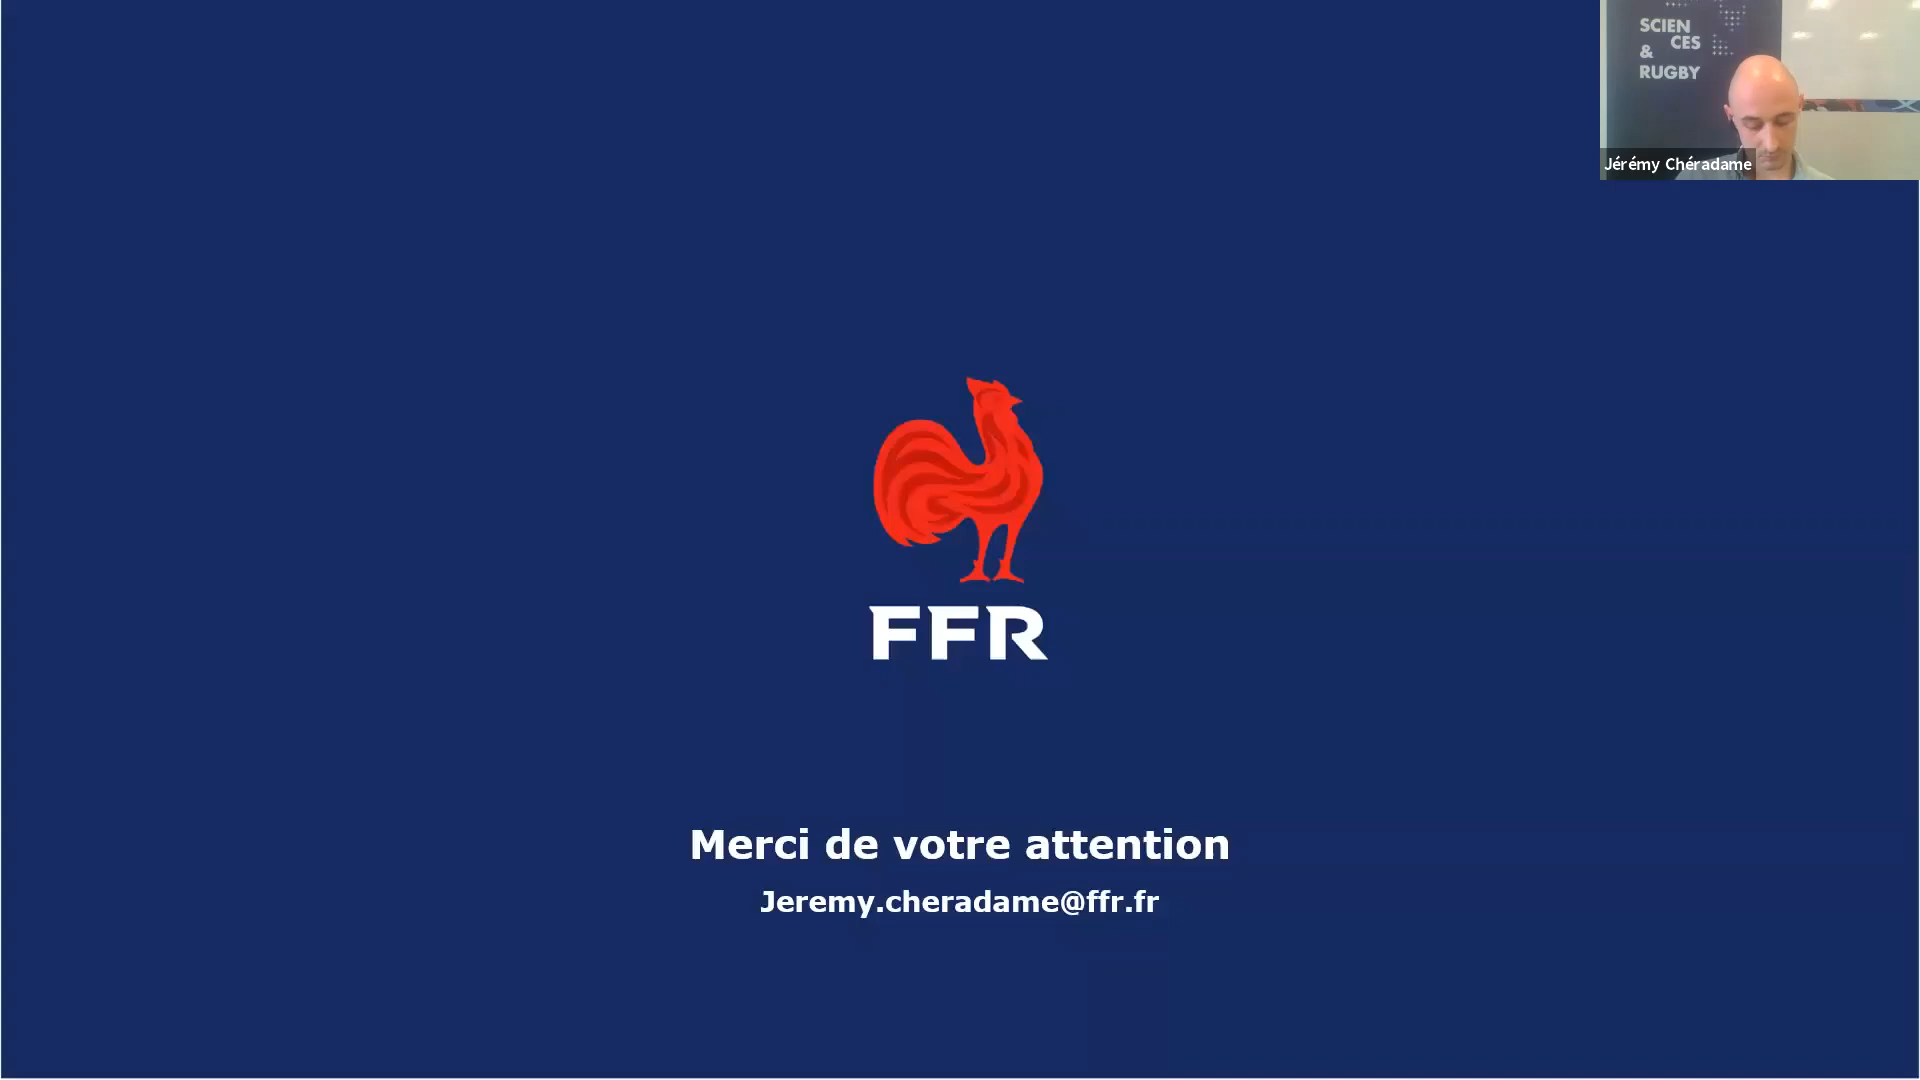 SCIEN
CES
&
RUGBY
Jérémy Chéradame
FFR
Merci de votre attention
Jeremy.cheradame@ffr.fr